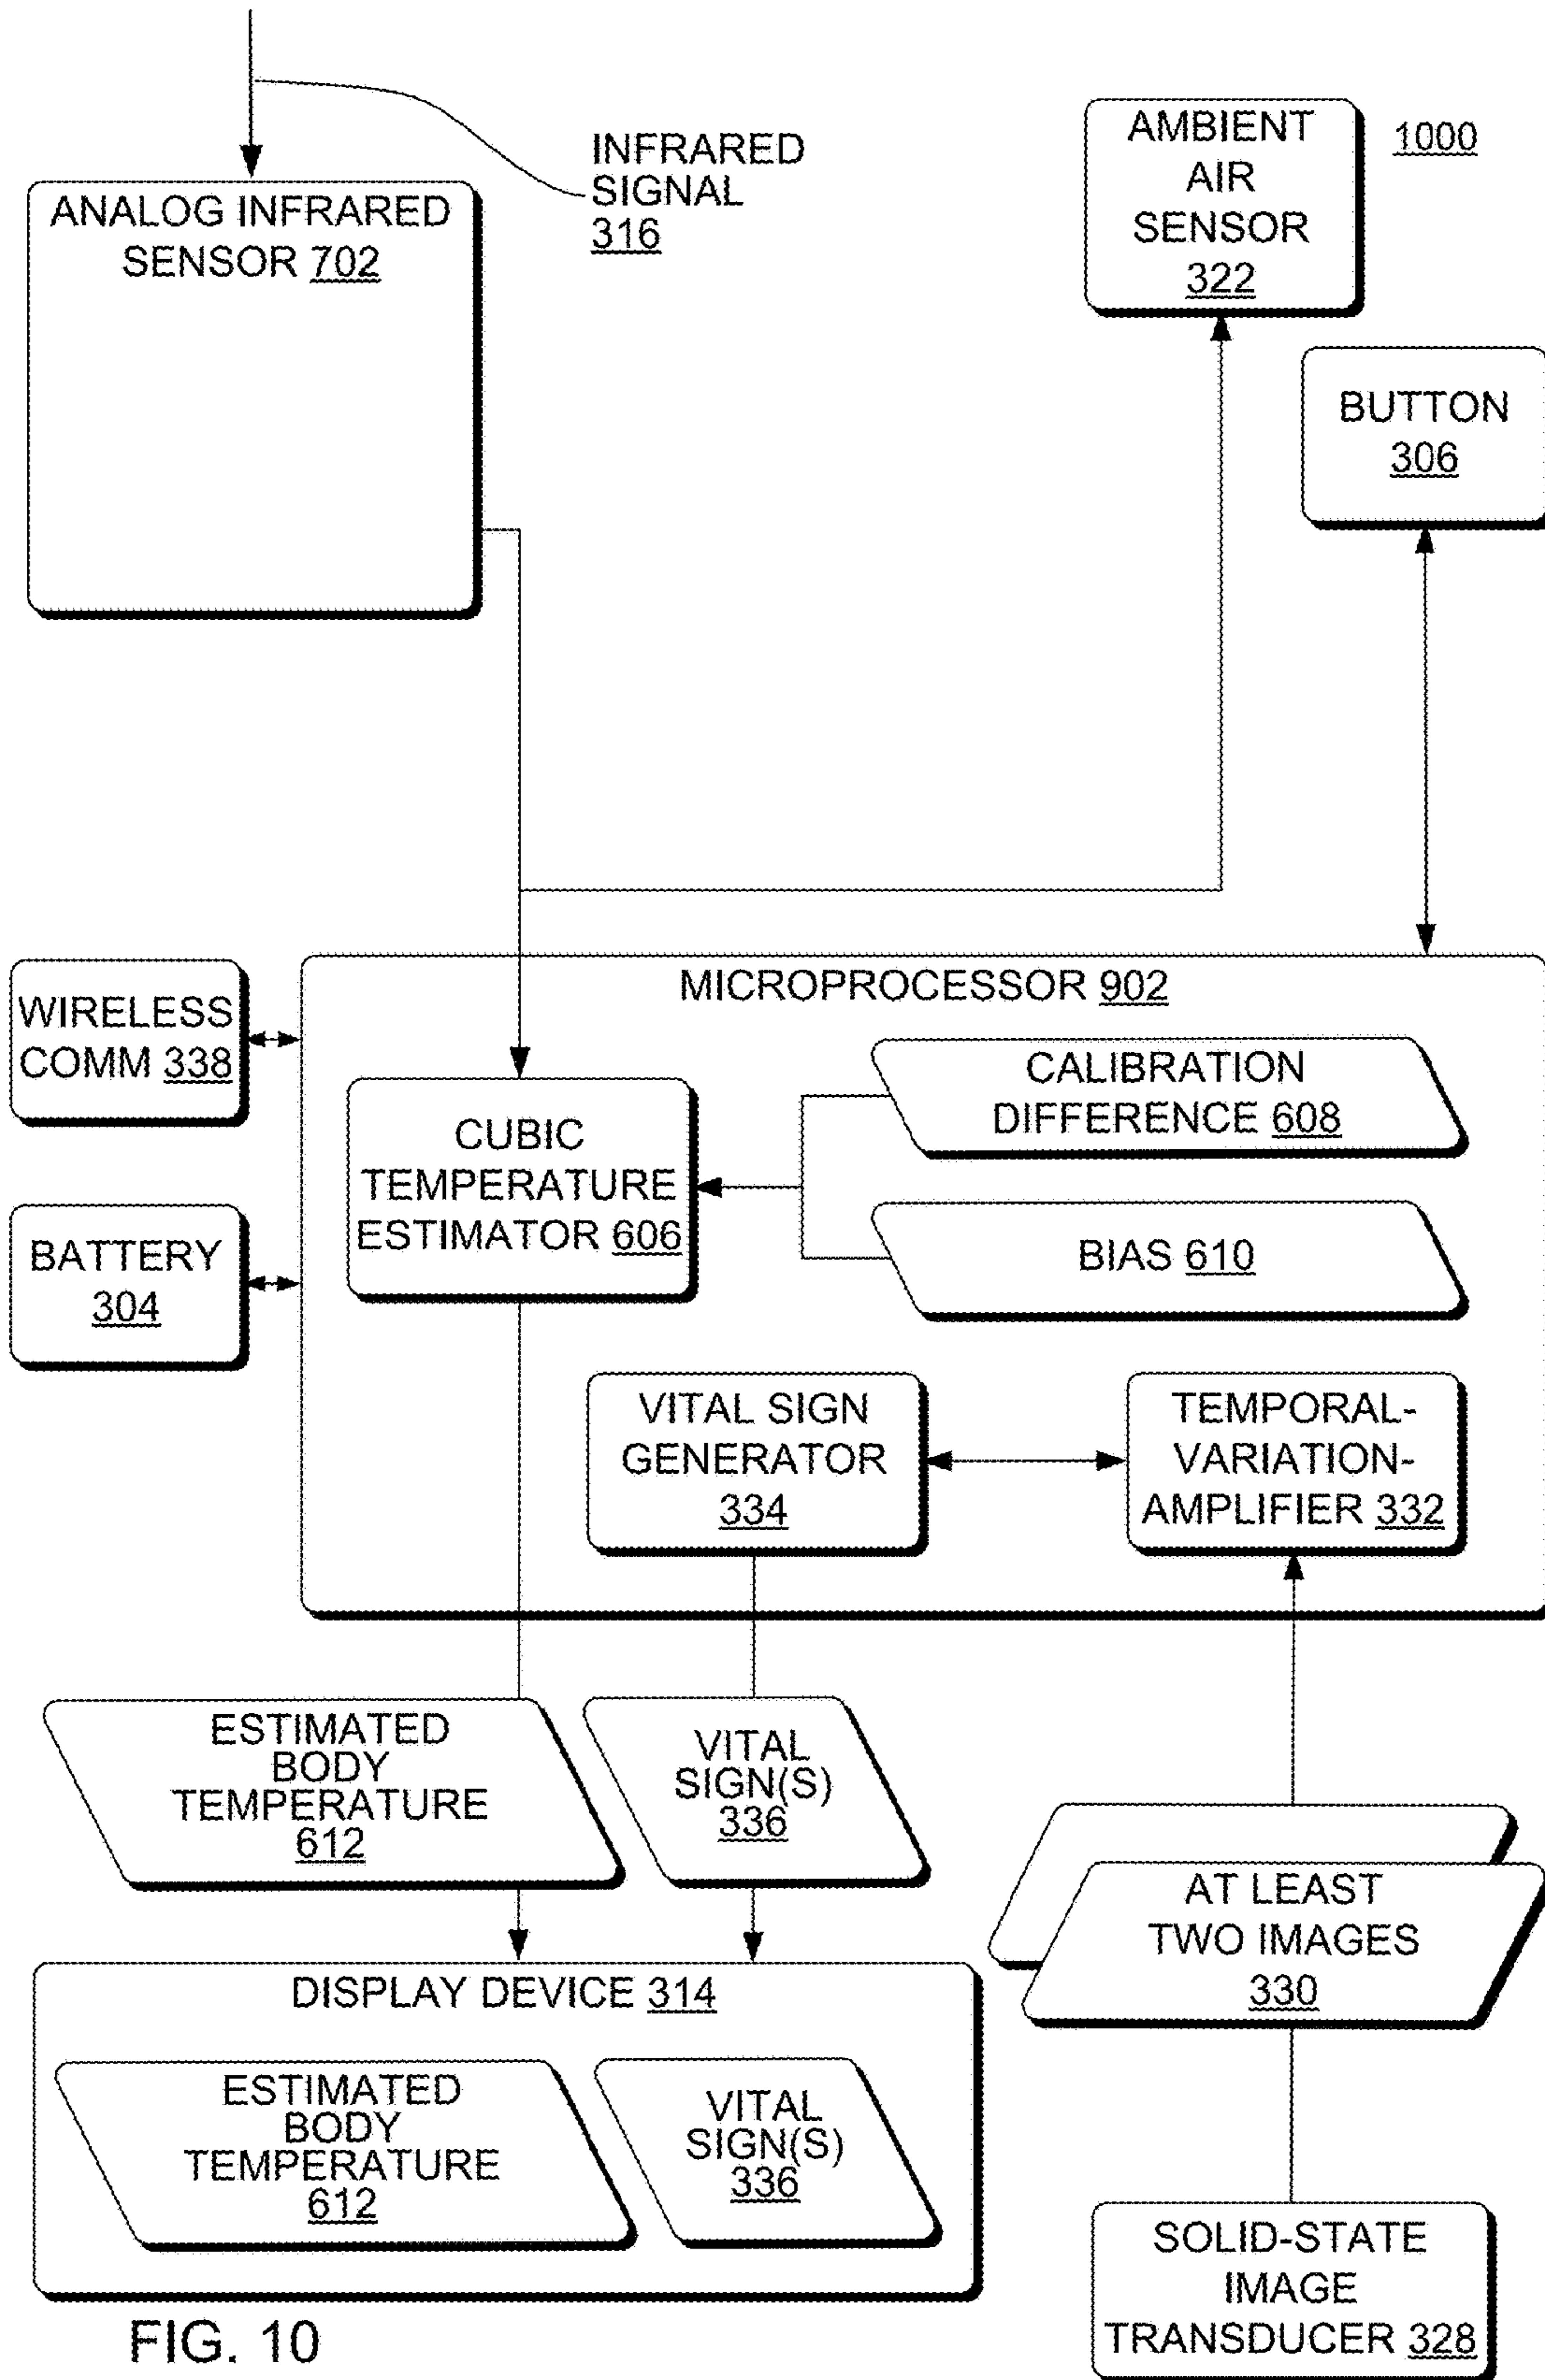 INFRARED
SIGNAL
316
ANALOG INFRARED
SENSOR 702
AMBIENT
AIR
SENSOR
322
1000
BUTTON
306
MICROPROCESSOR 902
WIRELESS
COMM 338
BATTERY
304
CUBIC
TEMPERATURE
ESTIMATOR 606
CALIBRATION
DIFFERENCE 608
BIAS 610
VITAL SIGN
GENERATOR
334
TEMPORAL-
VARIATION-
AMPLIFIER 332
ESTIMATED
BODY
TEMPERATURE
612
VITAL
SIGN(S)
336
AT LEAST
TWO IMAGES
330
DISPLAY DEVICE 314
ESTIMATED
BODY
TEMPERATURE
612
VITAL
SIGN(S)
336
SOLID-STATE
IMAGE
TRANSDUCER 328
FIG. 10